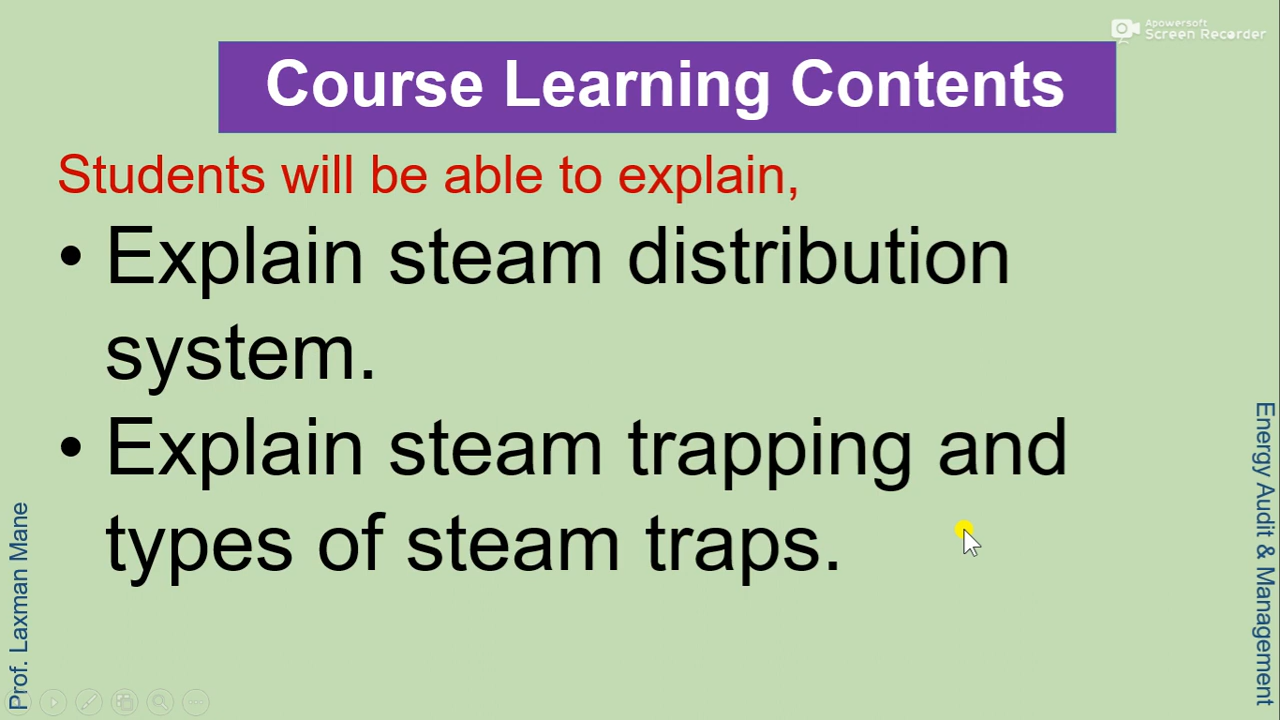 Apowersoft
Screen Recorder
Course Learning Contents
Students will be able to explain,
• Explain steam distribution
system.
• Explain steam trapping and
types of steam traps.
Prof. Laxman Mane
Energy Audit & Management